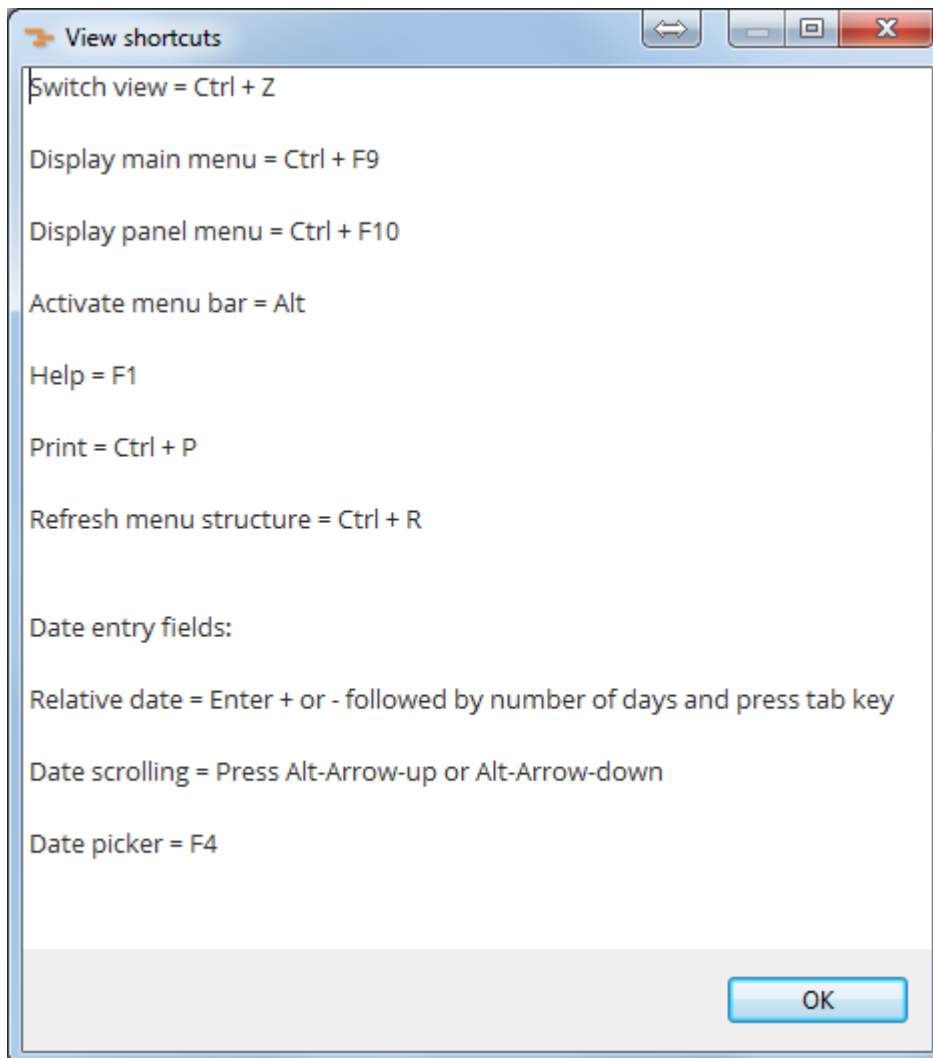 View shortcuts
Switch view = Ctrl + Z
Display main menu = Ctrl + F9
Display panel menu = Ctrl + F10
Activate menu bar = Alt
Help = F1
Print = Ctrl + P
Refresh menu structure = Ctrl + R
Date entry fields:
Relative date = Enter + or - followed by number of days and press tab key
Date scrolling = Press Alt-Arrow-up or Alt-Arrow-down
Date picker = F4
OK